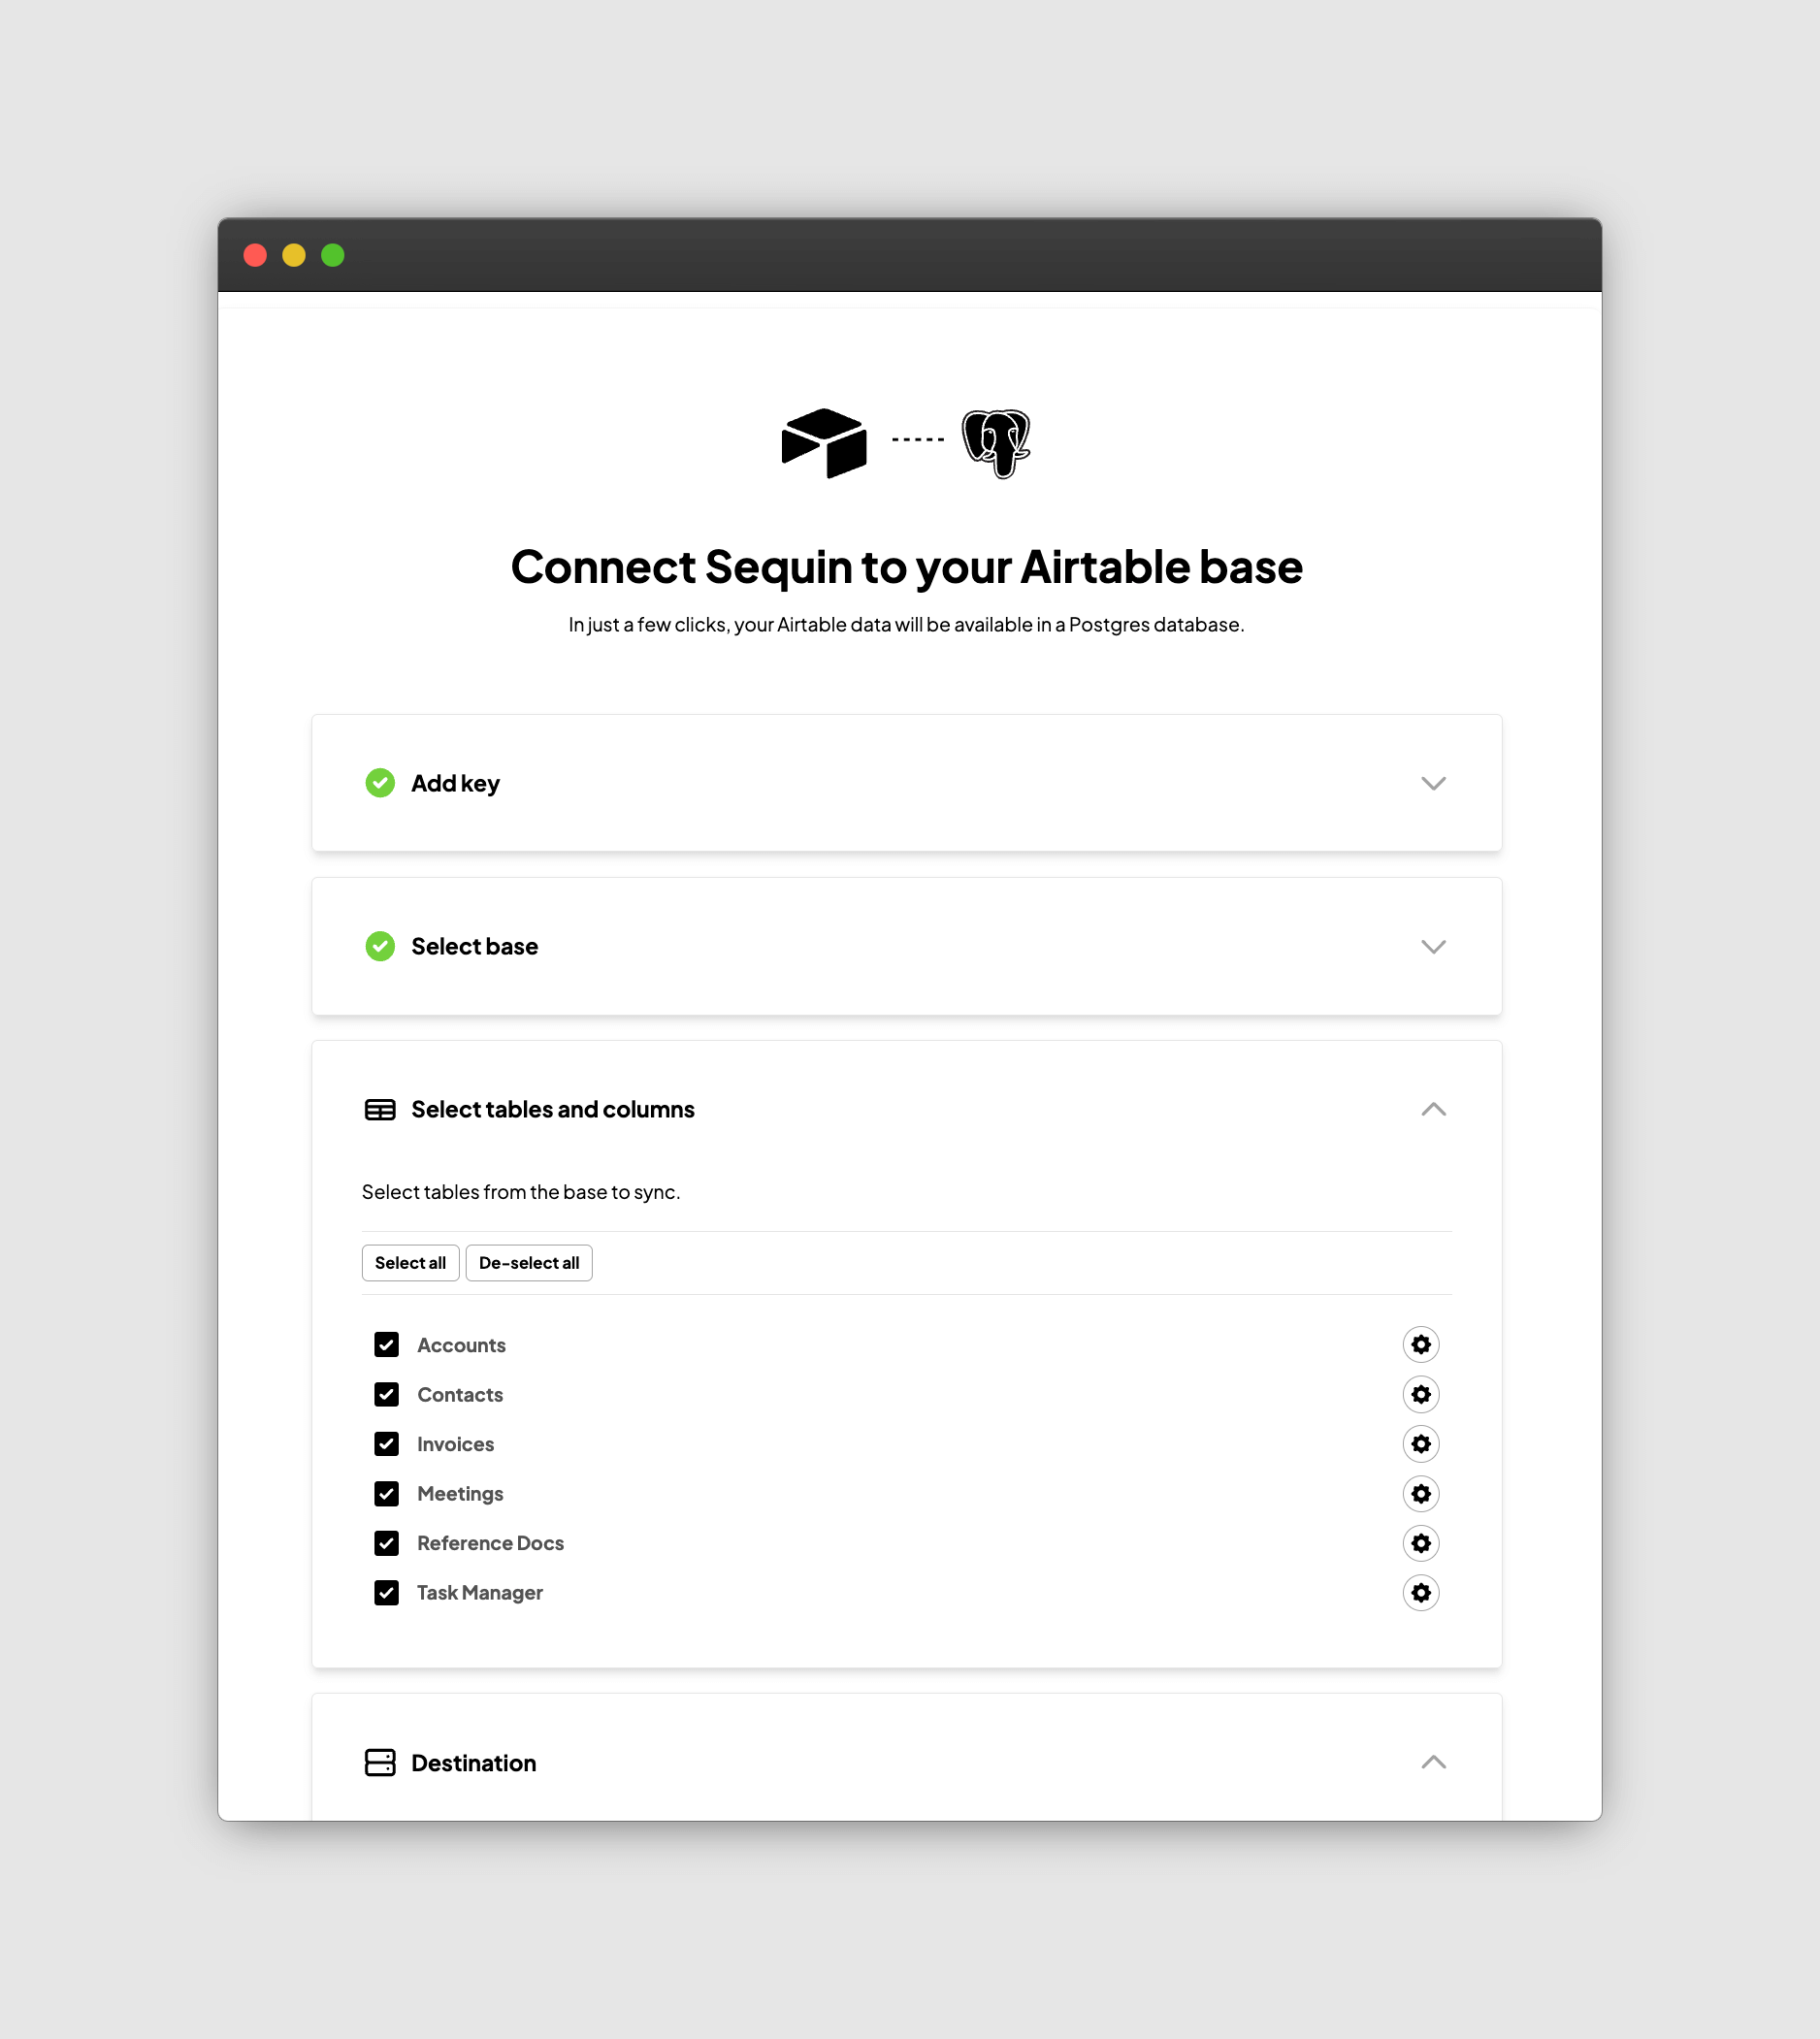 Connect Sequin to your Airtable base
In just a few clicks, your Airtable data will be available in a Postgres database.
Add key
Select base
Select tables and columns
Select tables from the base to sync.
Select all De-select all
Accounts
Contacts
Invoices
Meetings
Reference Docs
Task Manager
Destination